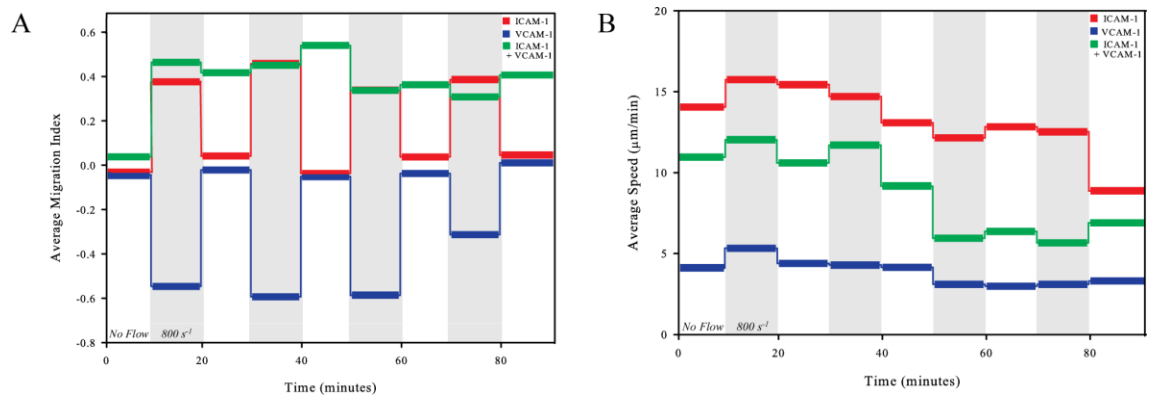 A
Average Migration Index
0.6
0.4
0.2
0.0
-0.2
-0.4
-0.6
-0.8
ICAM-1
VCAM-1
ICAM-1
+ VCAM-1
No Flow 800 s⁻¹
0 20 40 60 80
Time (minutes)
B
Average Speed (µm/min)
20
15
10
5
0
ICAM-1
VCAM-1
ICAM-1
+ VCAM-1
No Flow 800 s⁻¹
0 20 40 60 80
Time (minutes)